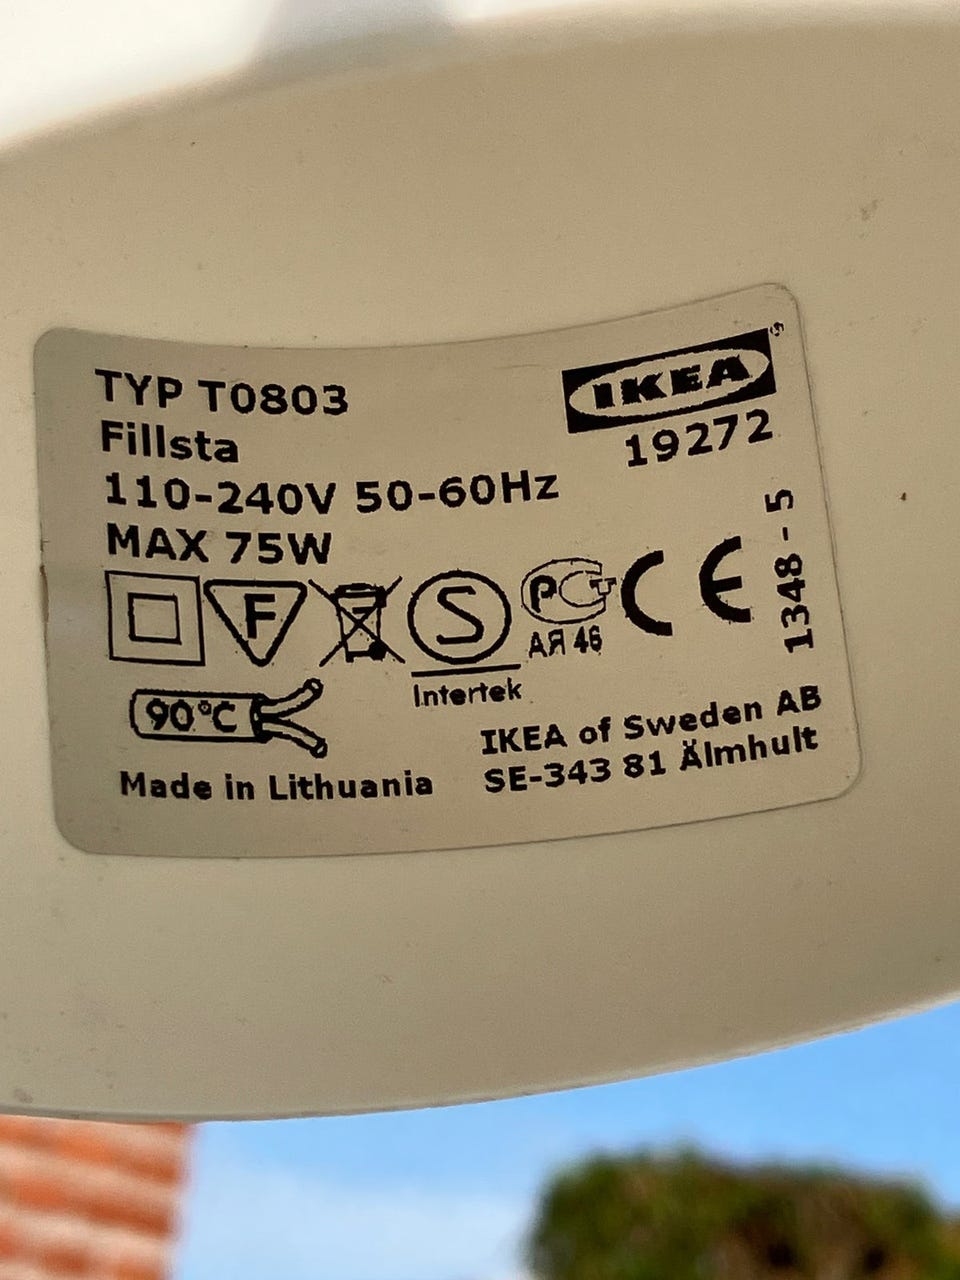 TYP T0803
Fillsta
110-240V 50-60Hz
MAX 75W
IKEA®
19272
1348-5
F
S
Intertek
PCT
АЯ 46
CE
90°C
Made in Lithuania
IKEA of Sweden AB
SE-343 81 Älmhult